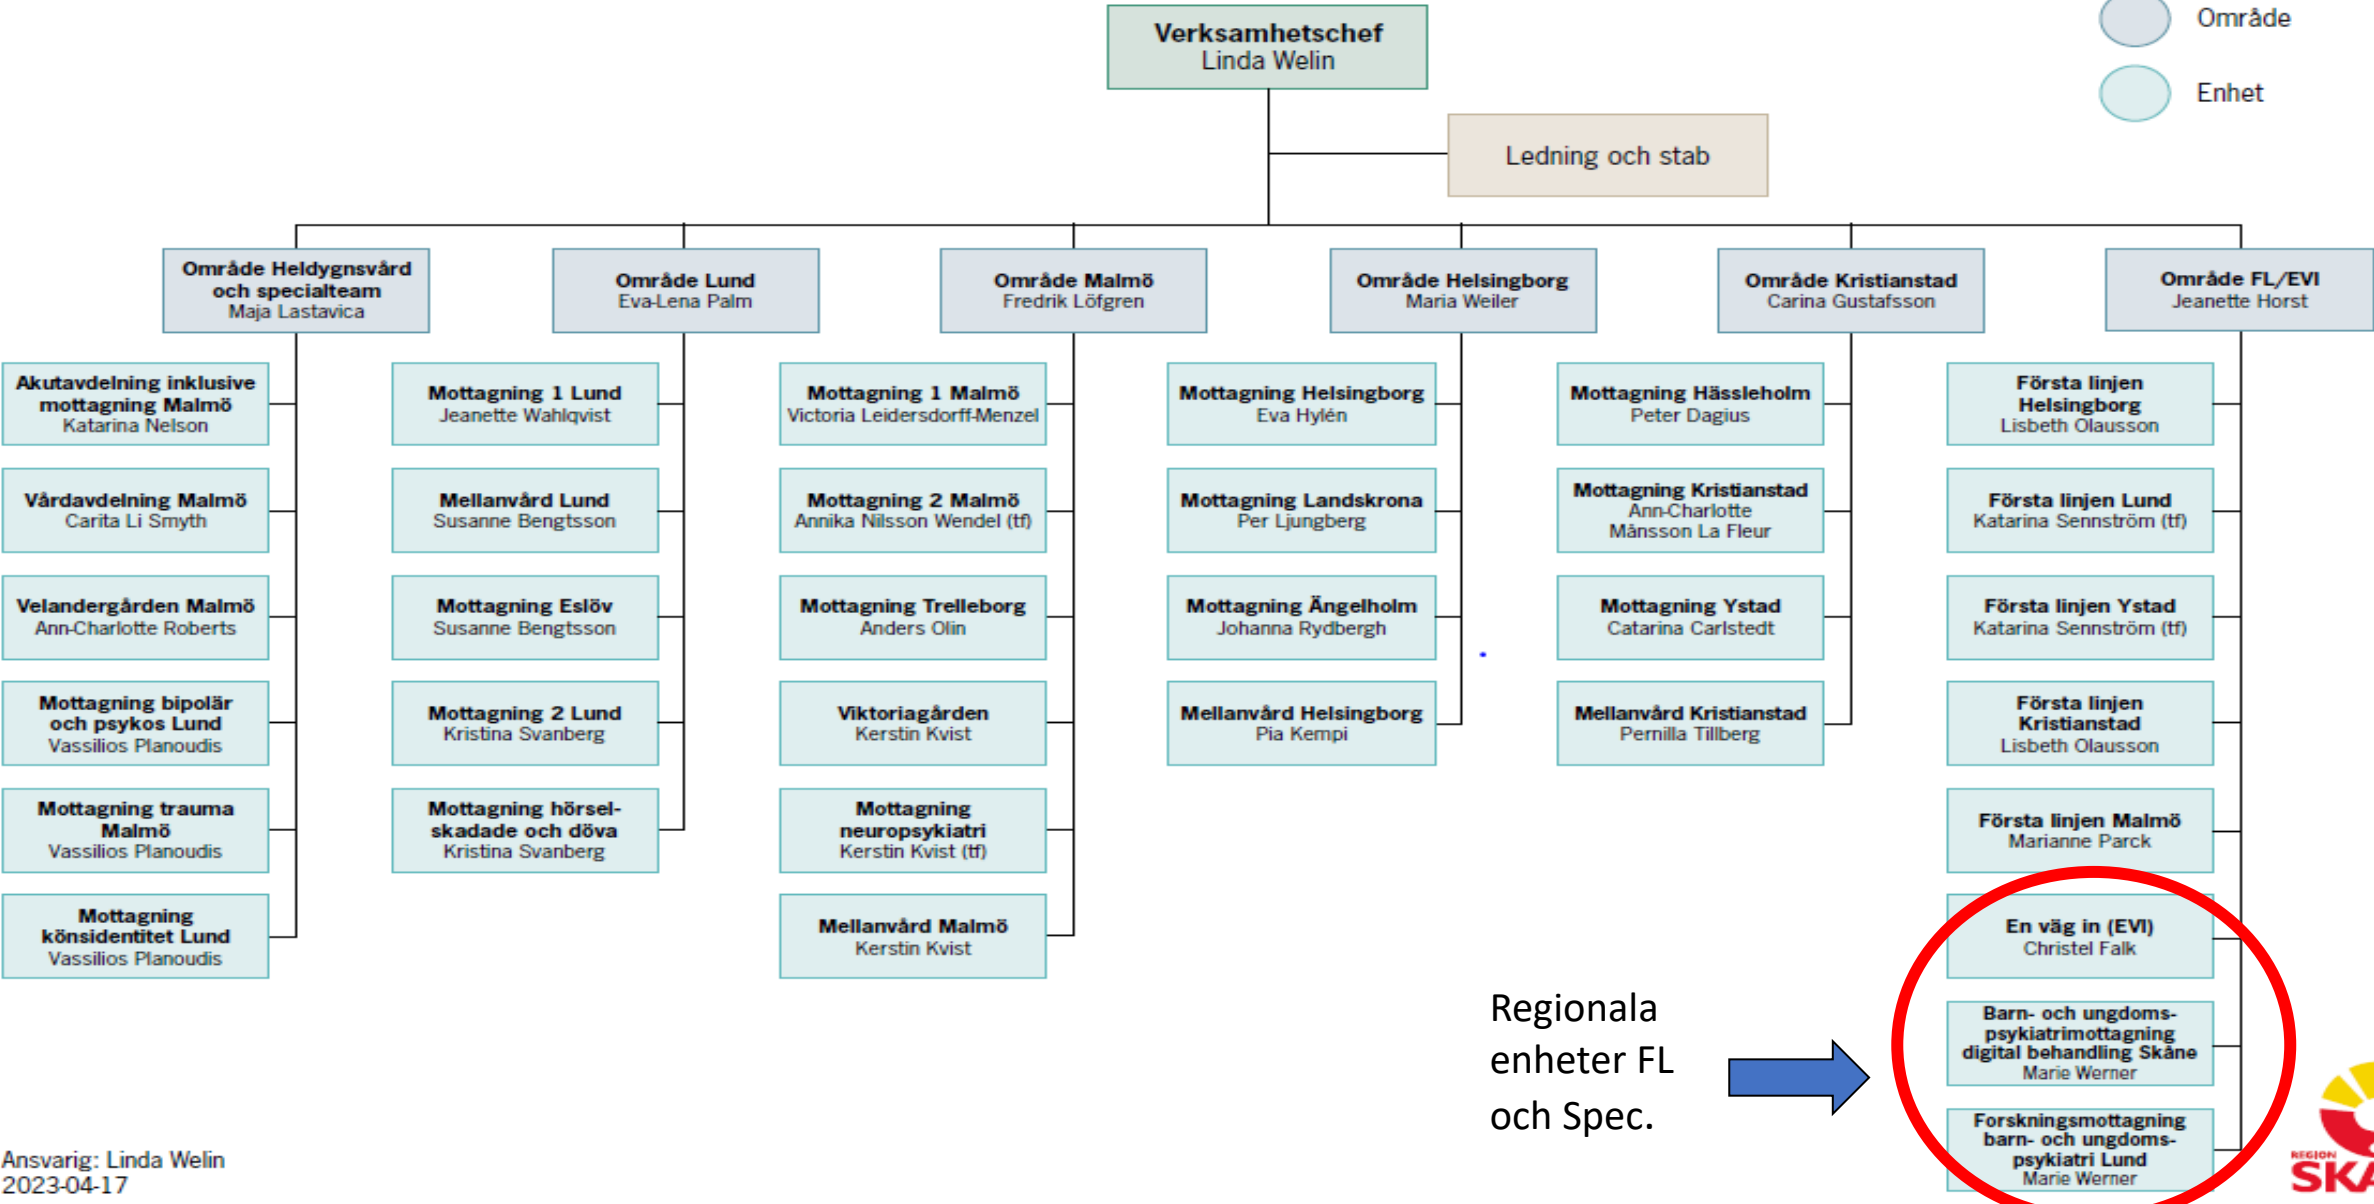 Verksamhetschef
Linda Welin
Område
Enhet
Ledning och stab
Område Heldygnsvård
och specialteam
Maja Lastavica
Område Lund
Eva-Lena Palm
Område Malmö
Fredrik Löfgren
Område Helsingborg
Maria Weiler
Område Kristianstad
Carina Gustafsson
Område FL/EVI
Jeanette Horst
Akutavdelning inklusive
mottagning Malmö
Katarina Nelson
Vårdavdelning Malmö
Carita Li Smyth
Velandergården Malmö
Ann-Charlotte Roberts
Mottagning bipolär
och psykos Lund
Vassilios Planoudis
Mottagning trauma
Malmö
Vassilios Planoudis
Mottagning
könsidentitet Lund
Vassilios Planoudis
Mottagning 1 Lund
Jeanette Wahlqvist
Mellanvård Lund
Susanne Bengtsson
Mottagning Eslöv
Susanne Bengtsson
Mottagning 2 Lund
Kristina Svanberg
Mottagning hörsel-
skadade och döva
Kristina Svanberg
Mottagning 1 Malmö
Victoria Leidersdorff-Menzel
Mottagning 2 Malmö
Annika Nilsson Wendel (tf)
Mottagning Trelleborg
Anders Olin
Viktoriagården
Kerstin Kvist
Mottagning
neuropsykiatri
Kerstin Kvist (tf)
Mellanvård Malmö
Kerstin Kvist
Mottagning Helsingborg
Eva Hylén
Mottagning Landskrona
Per Ljungberg
Mottagning Ängelholm
Johanna Rydbergh
Mellanvård Helsingborg
Pia Kempi
Mottagning Hässleholm
Peter Dagius
Mottagning Kristianstad
Ann-Charlotte
Månsson La Fleur
Mottagning Ystad
Catarina Carlstedt
Mellanvård Kristianstad
Pernilla Tillberg
Första linjen
Helsingborg
Lisbeth Olausson
Första linjen Lund
Katarina Sennström (tf)
Första linjen Ystad
Katarina Sennström (tf)
Första linjen
Kristianstad
Lisbeth Olausson
Första linjen Malmö
Marianne Parck
En väg in (EVI)
Christel Falk
Barn- och ungdoms-
psykiatrimottagning
digital behandling Skåne
Marie Werner
Forskningsmottagning
barn- och ungdoms-
psykiatri Lund
Marie Werner
Regionala
enheter FL
och Spec.
Ansvarig: Linda Welin
2023-04-17
REGION